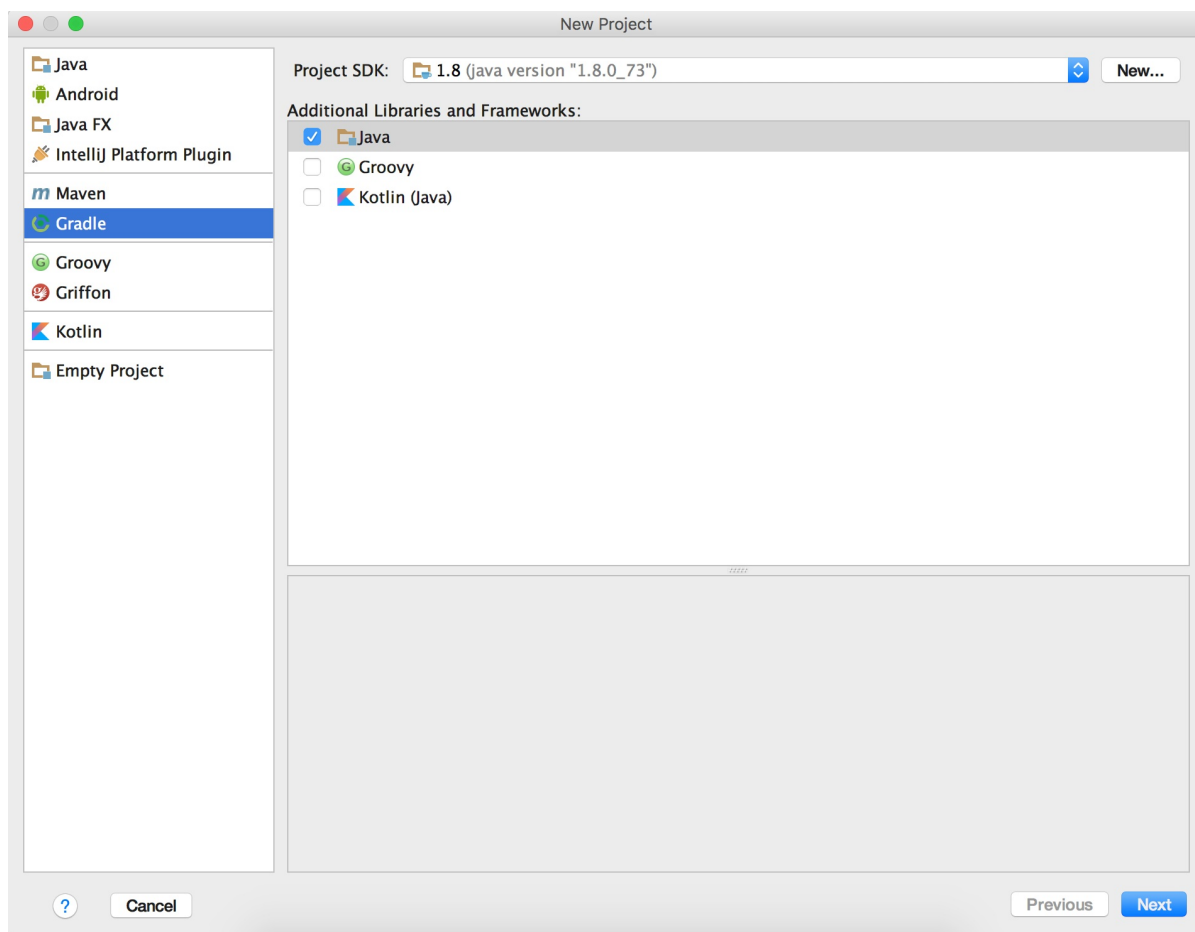 New Project
Java
Android
Java FX
IntelliJ Platform Plugin
Maven
Gradle
Groovy
Griffon
Kotlin
Empty Project
Project SDK: 1.8 (java version "1.8.0_73") New...
Additional Libraries and Frameworks:
Java
Groovy
Kotlin (Java)
? Cancel Previous Next